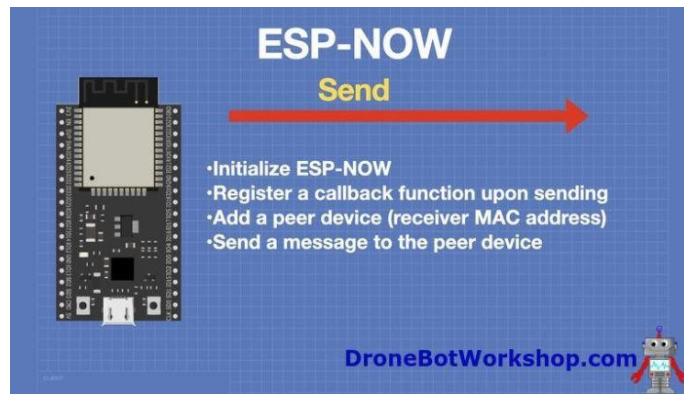 ESP-NOW
Send
•Initialize ESP-NOW
•Register a callback function upon sending
•Add a peer device (receiver MAC address)
•Send a message to the peer device
DroneBotWorkshop.com